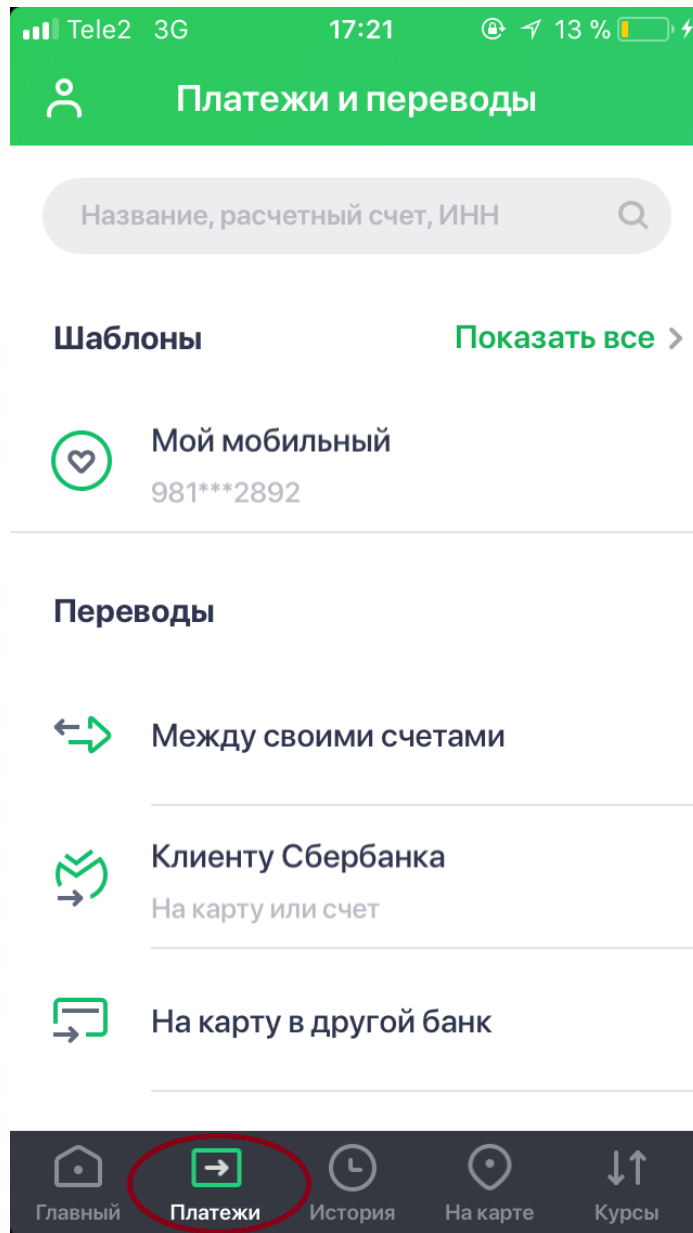 Tele2 3G 17:21 13 %
Платежи и переводы
Название, расчетный счет, ИНН
Шаблоны Показать все
Мой мобильный
981***2892
Переводы
Между своими счетами
Клиенту Сбербанка
На карту или счет
На карту в другой банк
Главный Платежи История На карте Курсы